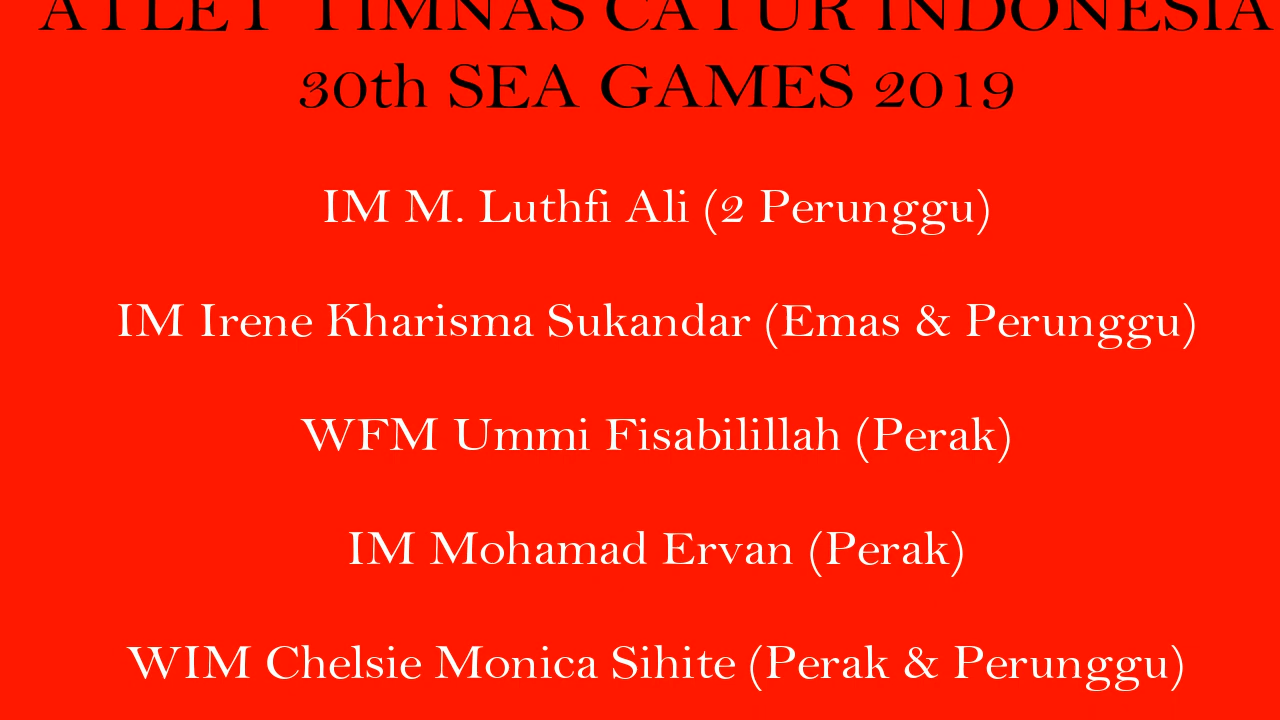 ATLET TIMNAS CATUR INDONESIA
30th SEA GAMES 2019
IM M. Luthfi Ali (2 Perunggu)
IM Irene Kharisma Sukandar (Emas & Perunggu)
WFM Ummi Fisabilillah (Perak)
IM Mohamad Ervan (Perak)
WIM Chelsie Monica Sihite (Perak & Perunggu)